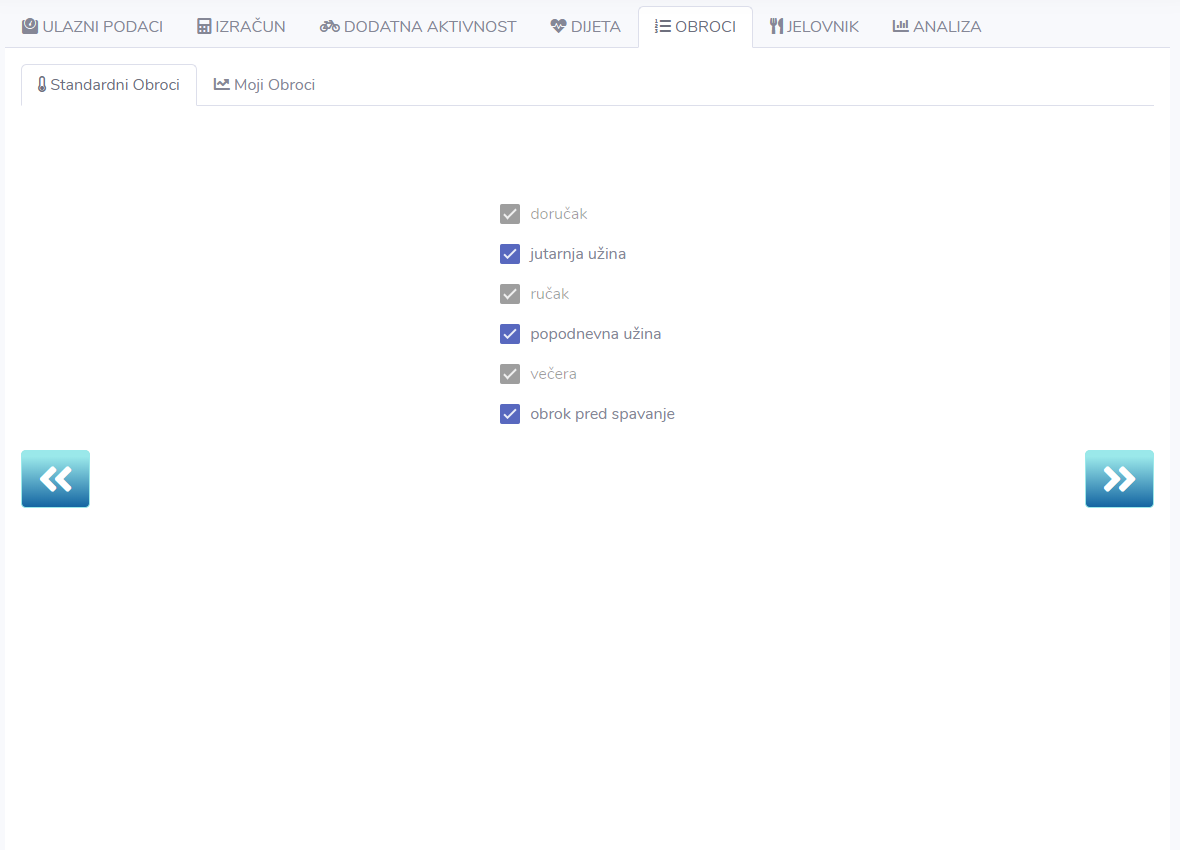 ULAZNI PODACI IZRAČUN DODATNA AKTIVNOST DIJETA OBROCI JELOVNIK ANALIZA
Standardni Obroci Moji Obroci
doručak
jutarnja užina
ručak
popodnevna užina
večera
obrok pred spavanje